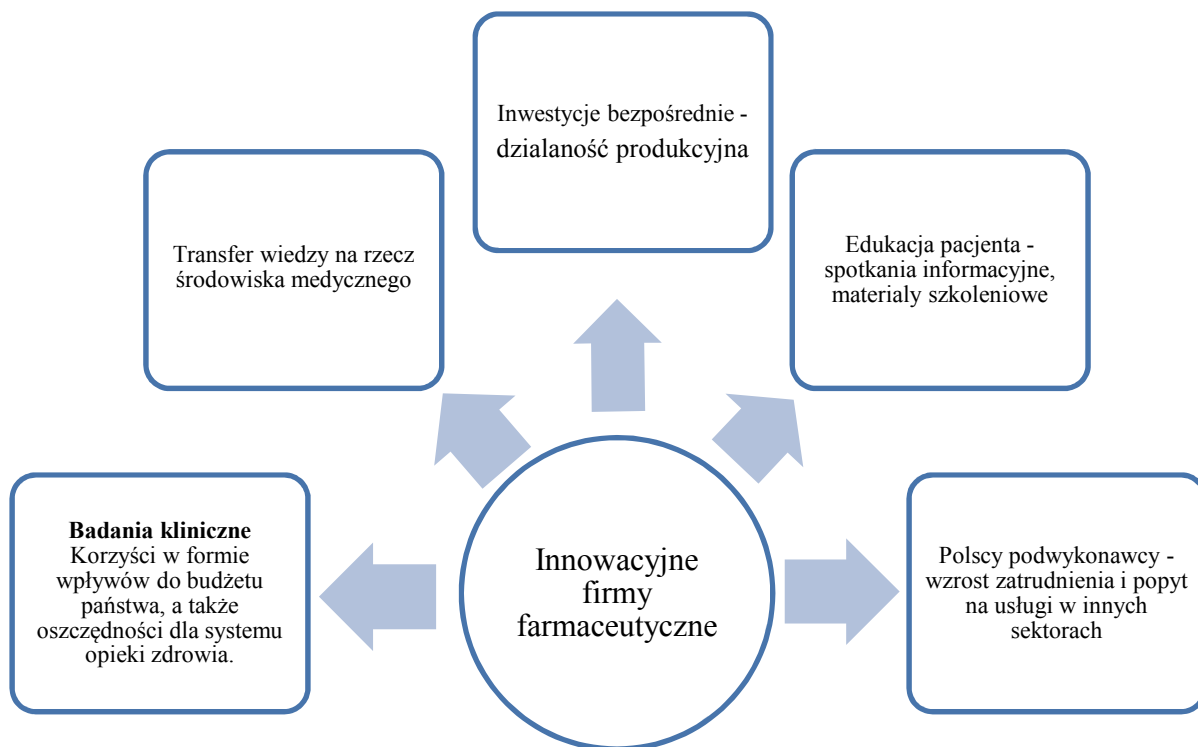 Inwestycje bezpośrednie -
dzialaność produkcyjna
Transfer wiedzy na rzecz
środowiska medycznego
Edukacja pacjenta -
spotkania informacyjne,
materialy szkoleniowe
Badania kliniczne
Korzyści w formie
wpływów do budżetu
państwa, a także
oszczędności dla systemu
opieki zdrowia.
Innowacyjne
firmy
farmaceutyczne
Polscy podwykonawcy -
wzrost zatrudnienia i popyt
na usługi w innych
sektorach